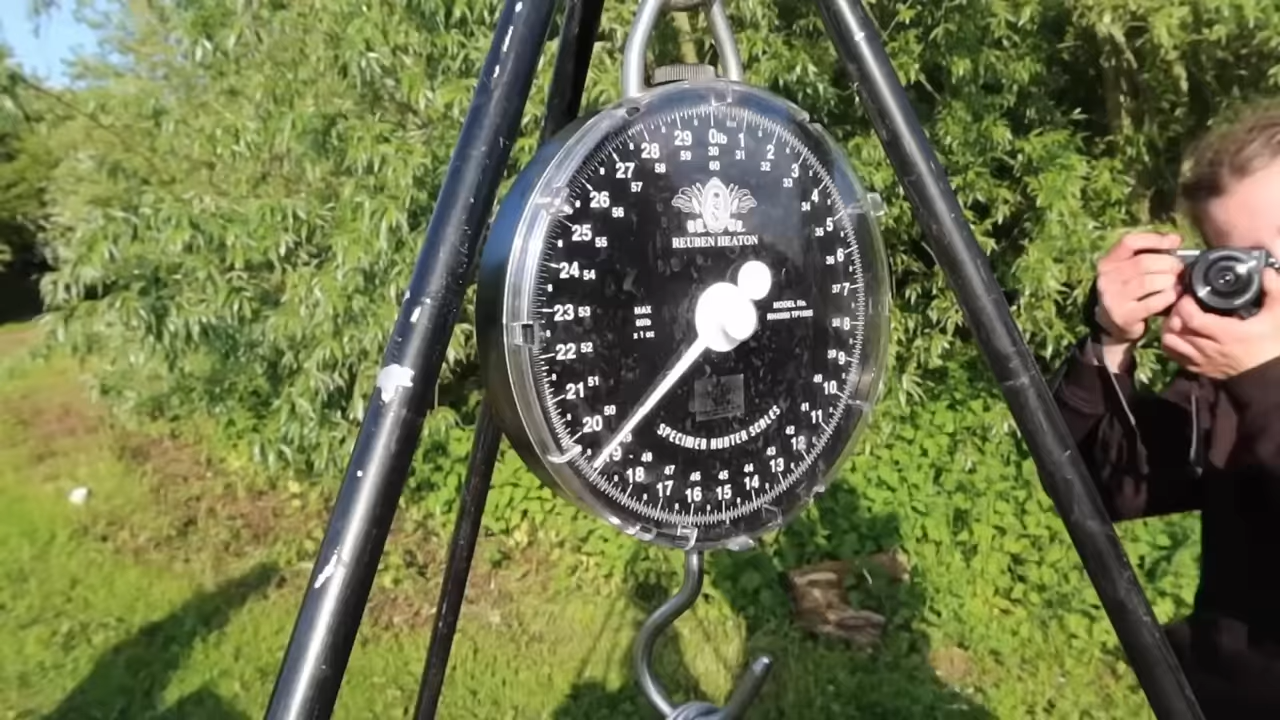 0lb 1 2 3 4 5 6 7 8 9 10 11 12 13 14 15 16 17 18 19 20 21 22 23 24 25 26 27 28 29
30 31 32 33 34 35 36 37 38 39 40 41 42 43 44 45 46 47 48 49 50 51 52 53 54 55 56 57 58 59
60
REUBEN HEATON
MAX
60lb
x 1 oz
MODEL No.
SPECIMEN HUNTER SCALES